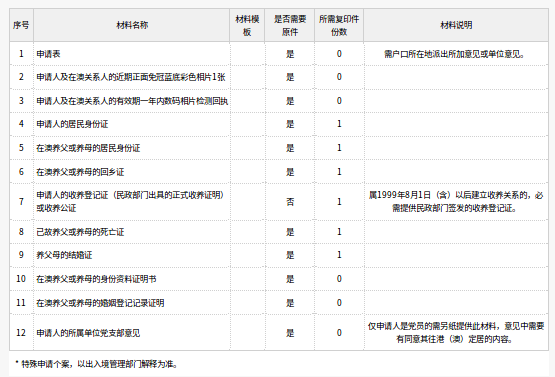 序号 材料名称 材料模板 是否需要原件 所需复印件份数 材料说明
1 申请表 是 0 需户口所在地派出所加意见或单位意见。
2 申请人及在澳关系人的近期正面免冠蓝底彩色相片1张 是 0
3 申请人及在澳关系人的有效期一年内数码相片检测回执 是 0
4 申请人的居民身份证 是 1
5 在澳养父或养母的居民身份证 是 1
6 在澳养父或养母的回乡证 是 1
7 申请人的收养登记证（民政部门出具的正式收养证明）或收养公证 否 1 属1999年8月1日（含）以后建立收养关系的，必需提供民政部门签发的收养登记证。
8 已故养父或养母的死亡证 是 1
9 养父母的结婚证 是 1
10 在澳养父或养母的身份资料证明书 是 0
11 在澳养父或养母的婚姻登记记录证明 是 0
12 申请人的所属单位党支部意见 是 0 仅申请人是党员的需另纸提供此材料，意见中需要有同意其往港（澳）定居的内容。
* 特殊申请个案，以出入境管理部门解释为准。